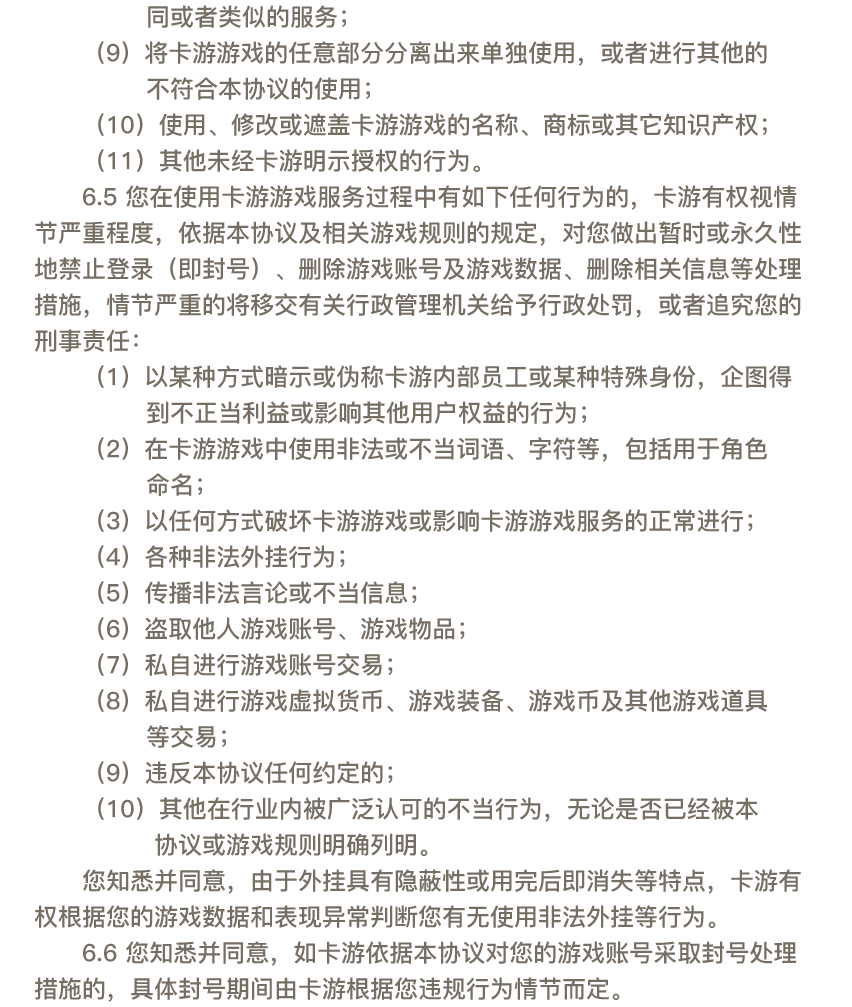 同或者类似的服务；
（9）将卡游游戏的任意部分分离出来单独使用，或者进行其他的
不符合本协议的使用；
（10）使用、修改或遮盖卡游游戏的名称、商标或其它知识产权；
（11）其他未经卡游明示授权的行为。
6.5 您在使用卡游游戏服务过程中有如下任何行为的，卡游有权视情
节严重程度，依据本协议及相关游戏规则的规定，对您做出暂时或永久性
地禁止登录（即封号）、删除游戏账号及游戏数据、删除相关信息等处理
措施，情节严重的将移交有关行政管理机关给予行政处罚，或者追究您的
刑事责任：
（1）以某种方式暗示或伪称卡游内部员工或某种特殊身份，企图得
到不正当利益或影响其他用户权益的行为；
（2）在卡游游戏中使用非法或不当词语、字符等，包括用于角色
命名；
（3）以任何方式破坏卡游游戏或影响卡游游戏服务的正常进行；
（4）各种非法外挂行为；
（5）传播非法言论或不当信息；
（6）盗取他人游戏账号、游戏物品；
（7）私自进行游戏账号交易；
（8）私自进行游戏虚拟货币、游戏装备、游戏币及其他游戏道具
等交易；
（9）违反本协议任何约定的；
（10）其他在行业内被广泛认可的不当行为，无论是否已经被本
协议或游戏规则明确列明。
您知悉并同意，由于外挂具有隐蔽性或用完后即消失等特点，卡游有
权根据您的游戏数据和表现异常判断您有无使用非法外挂等行为。
6.6 您知悉并同意，如卡游依据本协议对您的游戏账号采取封号处理
措施的，具体封号期间由卡游根据您违规行为情节而定。